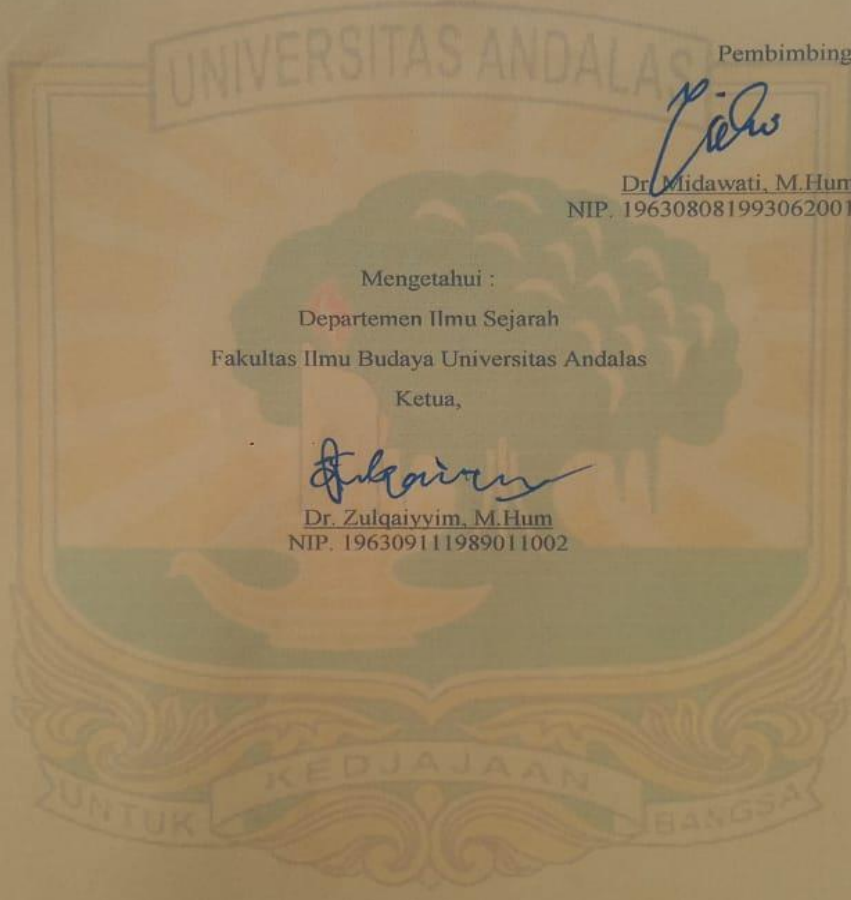 UNIVERSITAS ANDALAS
Pembimbing
Dr. Midawati, M.Hum
NIP. 196308081993062001
Mengetahui :
Departemen Ilmu Sejarah
Fakultas Ilmu Budaya Universitas Andalas
Ketua,
Dr. Zulqaiyyim, M.Hum
NIP. 196309111989011002
UNTUK KEDJAJAAN BANGSA